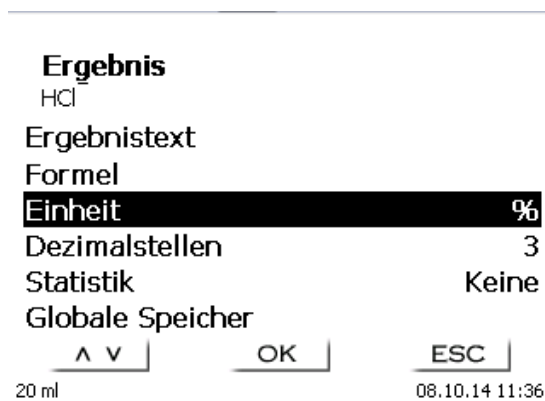 Ergebnis
HCl
Ergebnistext
Formel
Einheit %
Dezimalstellen 3
Statistik Keine
Globale Speicher
∧ ∨ OK ESC
20 ml 08.10.14 11:36